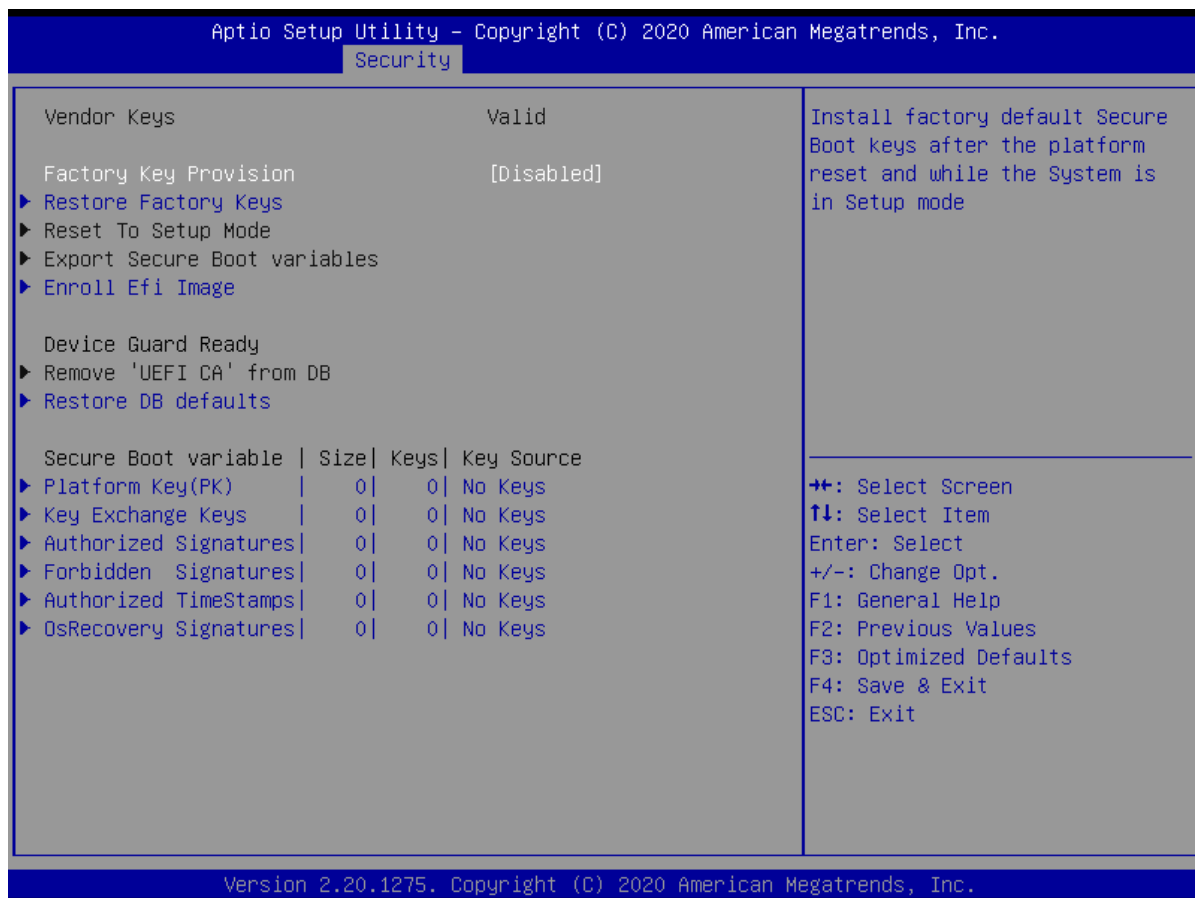 Aptio Setup Utility – Copyright (C) 2020 American Megatrends, Inc.
Security
Vendor Keys Valid
Factory Key Provision [Disabled]
Restore Factory Keys
Reset To Setup Mode
Export Secure Boot variables
Enroll Efi Image
Device Guard Ready
Remove 'UEFI CA' from DB
Restore DB defaults
Secure Boot variable | Size| Keys| Key Source
Platform Key(PK) | 0| 0| No Keys
Key Exchange Keys | 0| 0| No Keys
Authorized Signatures| 0| 0| No Keys
Forbidden Signatures| 0| 0| No Keys
Authorized TimeStamps| 0| 0| No Keys
OsRecovery Signatures| 0| 0| No Keys
Install factory default Secure
Boot keys after the platform
reset and while the System is
in Setup mode
→←: Select Screen
↑↓: Select Item
Enter: Select
+/-: Change Opt.
F1: General Help
F2: Previous Values
F3: Optimized Defaults
F4: Save & Exit
ESC: Exit
Version 2.20.1275. Copyright (C) 2020 American Megatrends, Inc.